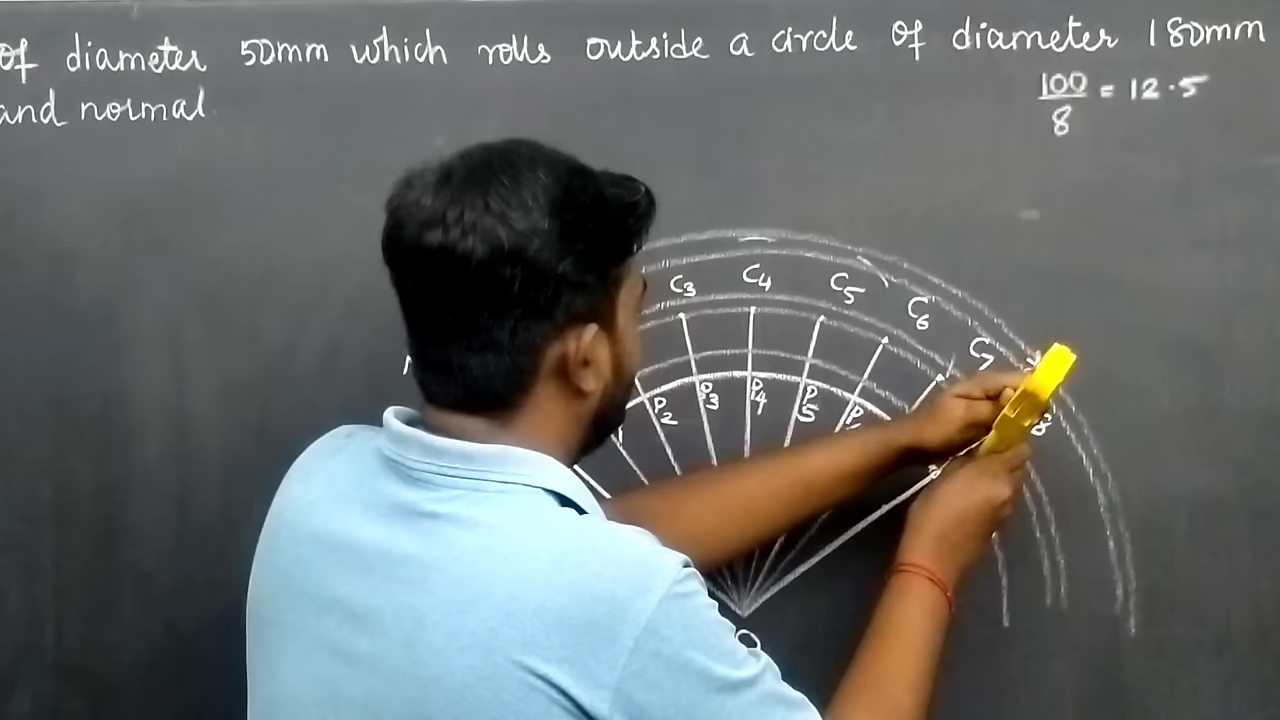 of diameter 50mm which rolls outside a circle of diameter 180mm
and normal
100/8 = 12.5
C3 C4 C5 C6 C7
P2 P3 P4 P5
8
O